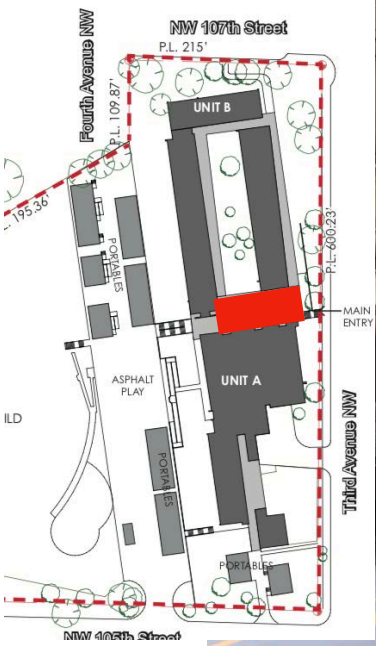 NW 107th Street
P.L. 215'
Fourth Avenue NW
P.L. 109.87'
UNIT B
L. 195.36'
PORTABLES
P.L. 600.23'
MAIN
ENTRY
ASPHALT
PLAY
UNIT A
ILD
PORTABLES
Third Avenue NW
PORTABLES
NW 105th Street